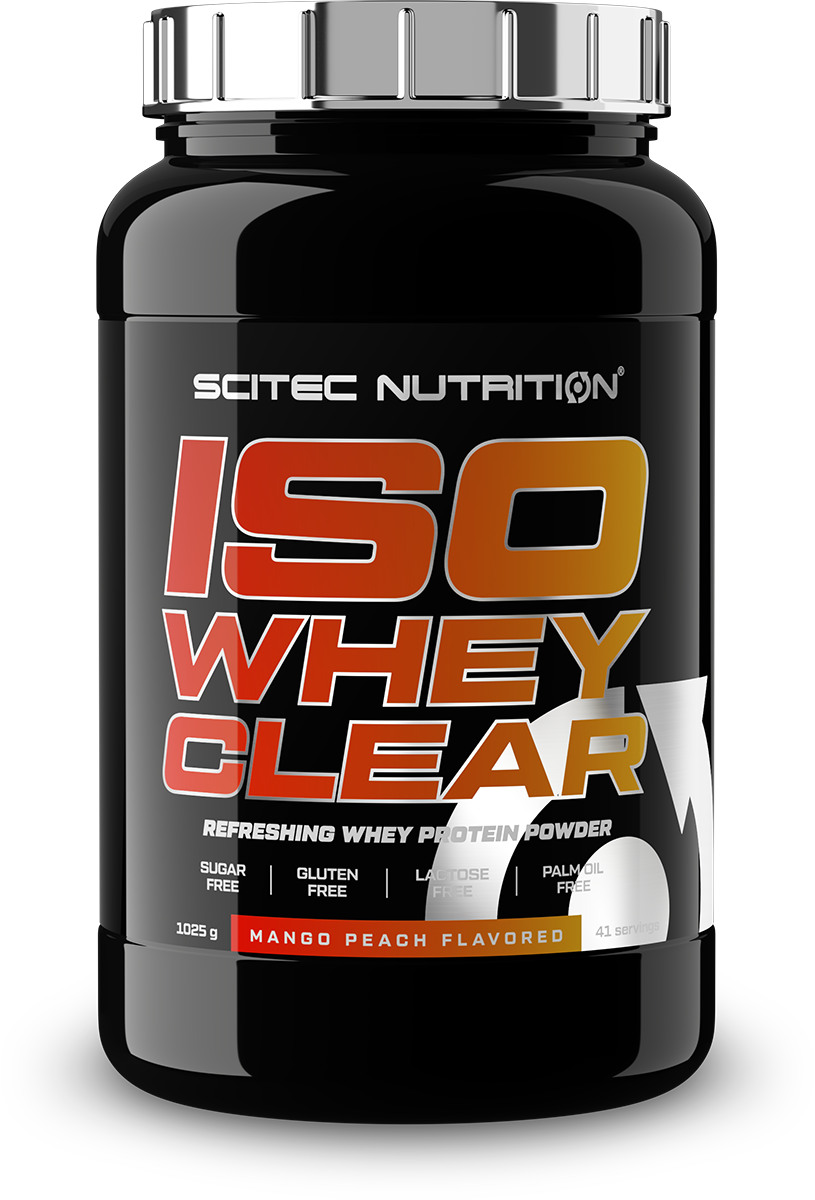 SCITEC NUTRITION®
ISO
WHEY
CLEAR
REFRESHING WHEY PROTEIN POWDER
SUGAR FREE | GLUTEN FREE | LACTOSE FREE | PALM OIL FREE
1025 g MANGO PEACH FLAVORED 41 servings